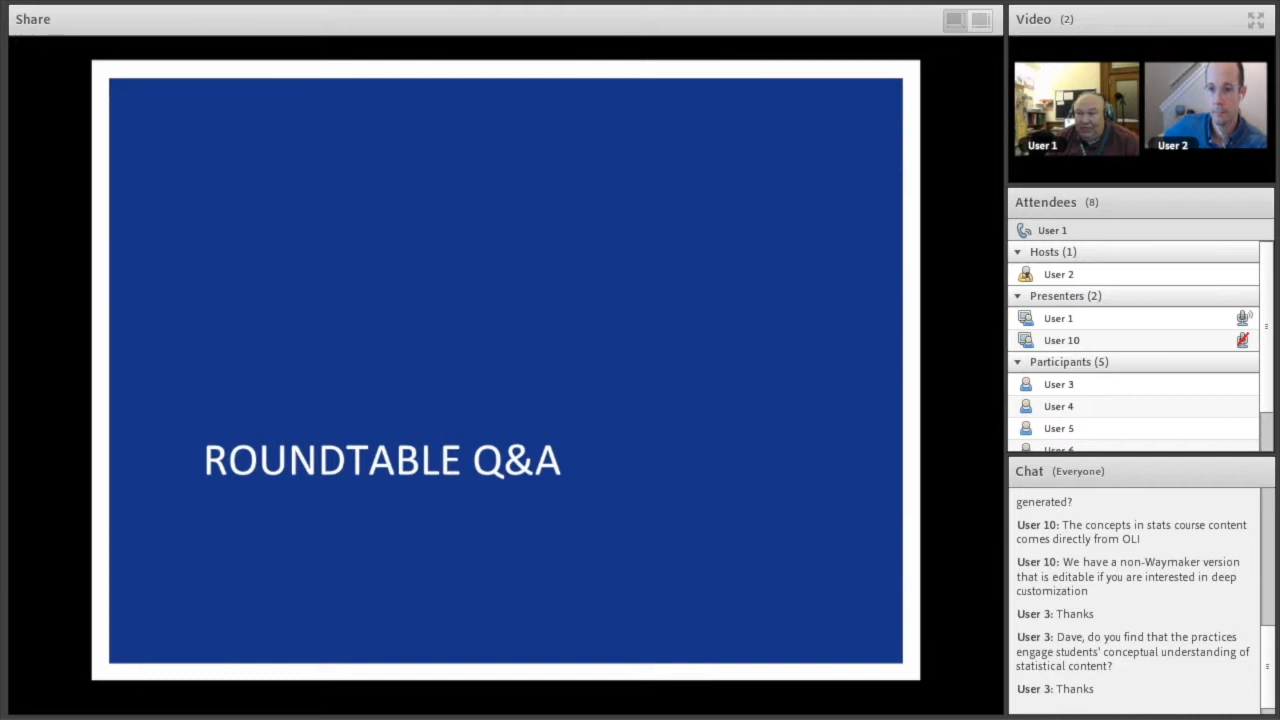 Share
ROUNDTABLE Q&A
Video (2)
User 1
User 2
Attendees (8)
User 1
Hosts (1)
User 2
Presenters (2)
User 1
User 10
Participants (5)
User 3
User 4
User 5
User 6
Chat (Everyone)
generated?
User 10: The concepts in stats course content
comes directly from OLI
User 10: We have a non-Waymaker version
that is editable if you are interested in deep
customization
User 3: Thanks
User 3: Dave, do you find that the practices
engage students' conceptual understanding of
statistical content?
User 3: Thanks